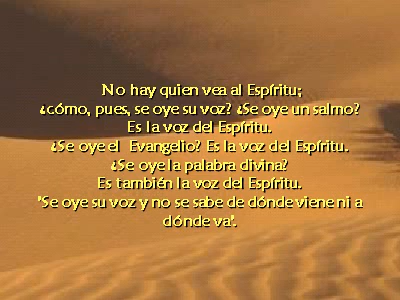 No hay quien vea al Espíritu;
¿cómo, pues, se oye su voz? ¿Se oye un salmo?
Es la voz del Espíritu.
¿Se oye el Evangelio? Es la voz del Espíritu.
¿Se oye la palabra divina?
Es también la voz del Espíritu.
"Se oye su voz y no se sabe de dónde viene ni a
dónde va".